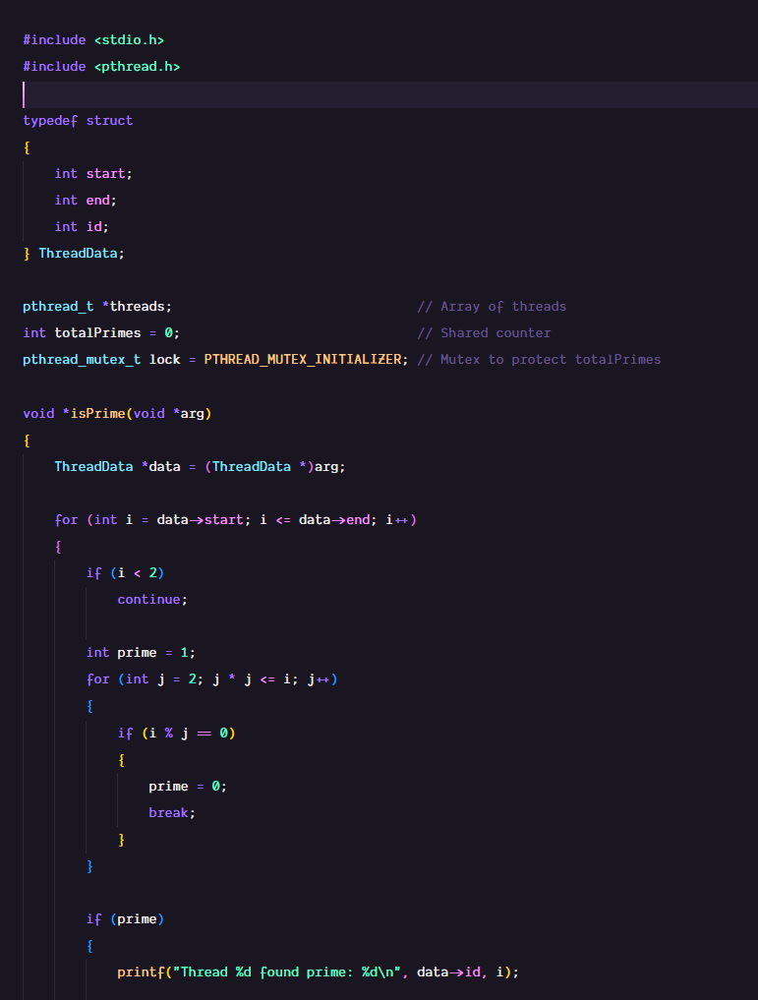 #include <stdio.h>
#include <pthread.h>
typedef struct
{
    int start;
    int end;
    int id;
} ThreadData;
pthread_t *threads;                               // Array of threads
int totalPrimes = 0;                              // Shared counter
pthread_mutex_t lock = PTHREAD_MUTEX_INITIALIZER; // Mutex to protect totalPrimes
void *isPrime(void *arg)
{
    ThreadData *data = (ThreadData *)arg;
    for (int i = data->start; i <= data->end; i++)
    {
        if (i < 2)
            continue;
        int prime = 1;
        for (int j = 2; j * j <= i; j++)
        {
            if (i % j == 0)
            {
                prime = 0;
                break;
            }
        }
        if (prime)
        {
            printf("Thread %d found prime: %d\n", data->id, i);